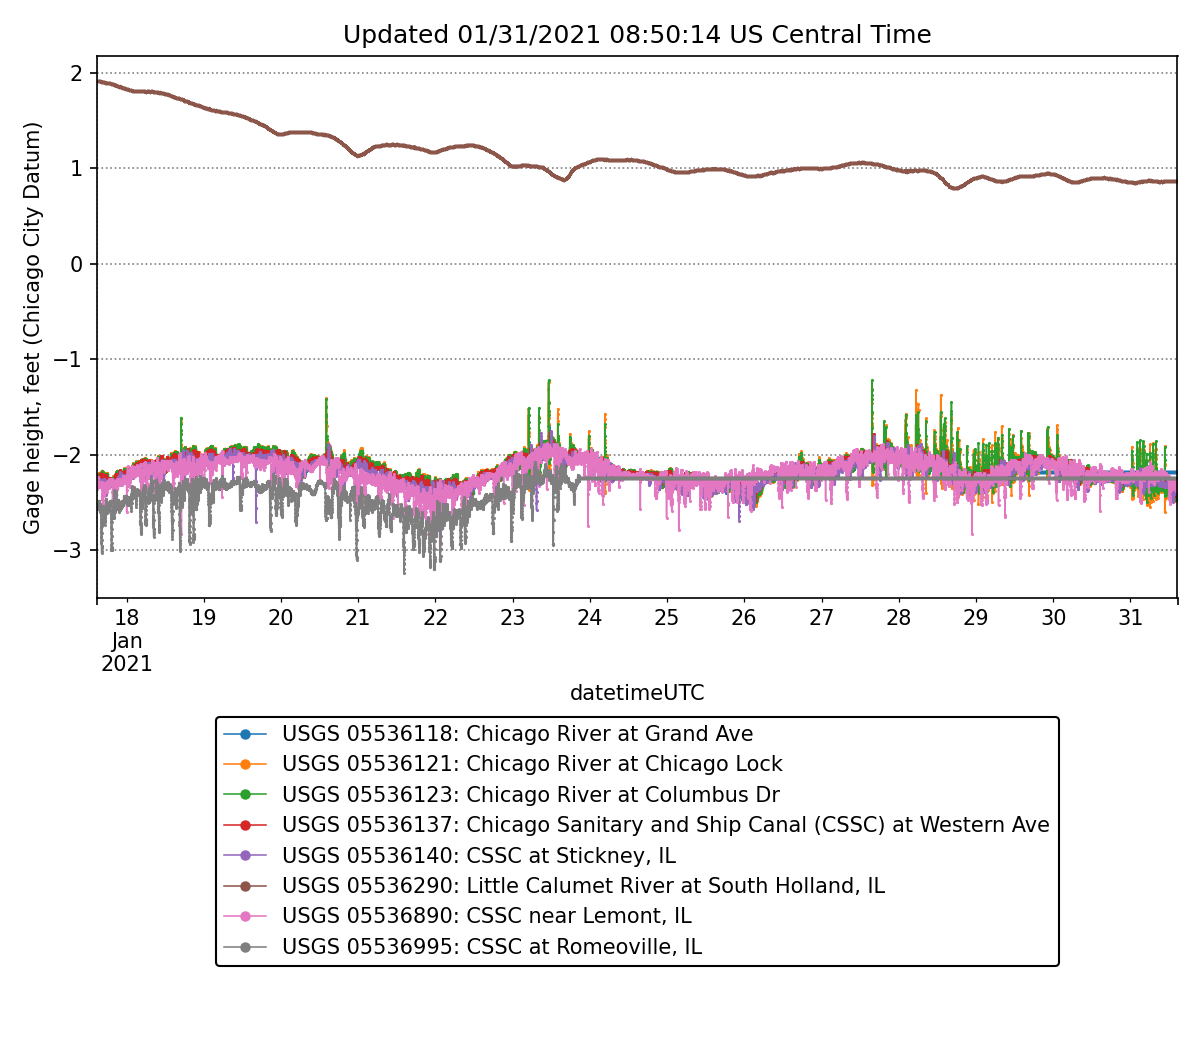 Updated 01/31/2021 08:50:14 US Central Time
Gage height, feet (Chicago City Datum)
2
1
0
−1
−2
−3
18 19 20 21 22 23 24 25 26 27 28 29 30 31
Jan
2021
datetimeUTC
USGS 05536118: Chicago River at Grand Ave
USGS 05536121: Chicago River at Chicago Lock
USGS 05536123: Chicago River at Columbus Dr
USGS 05536137: Chicago Sanitary and Ship Canal (CSSC) at Western Ave
USGS 05536140: CSSC at Stickney, IL
USGS 05536290: Little Calumet River at South Holland, IL
USGS 05536890: CSSC near Lemont, IL
USGS 05536995: CSSC at Romeoville, IL